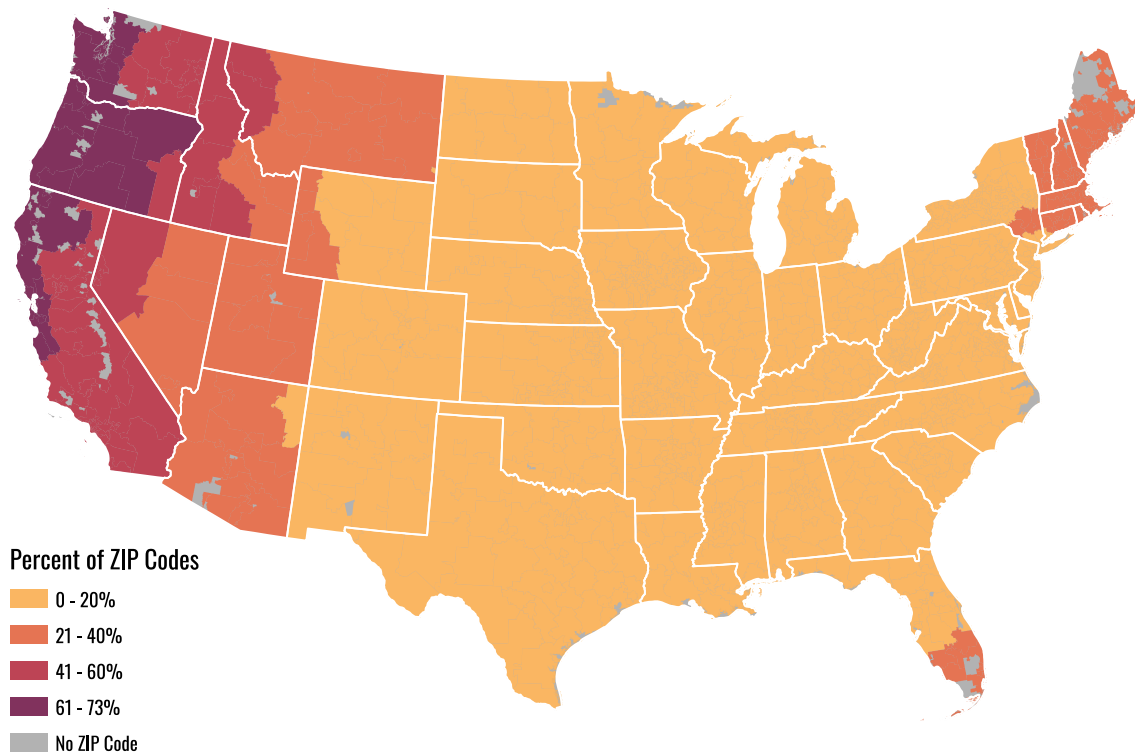 Percent of ZIP Codes
0 - 20%
21 - 40%
41 - 60%
61 - 73%
No ZIP Code